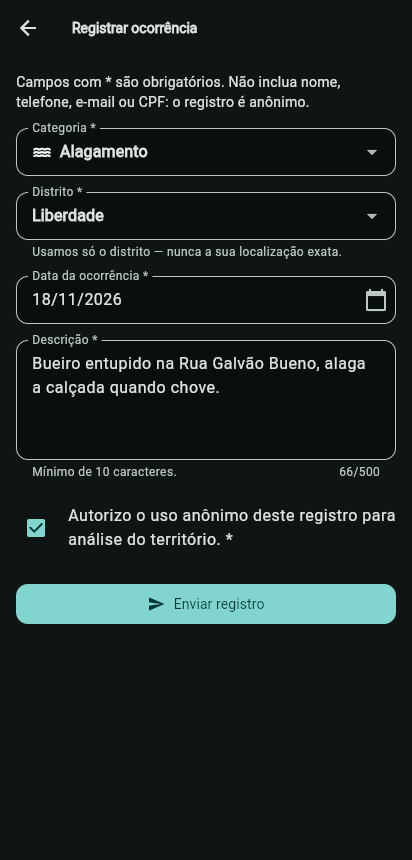 Registrar ocorrência
Campos com * são obrigatórios. Não inclua nome,
telefone, e-mail ou CPF: o registro é anônimo.
Categoria *
Alagamento
Distrito *
Liberdade
Usamos só o distrito — nunca a sua localização exata.
Data da ocorrência *
18/11/2026
Descrição *
Bueiro entupido na Rua Galvão Bueno, alaga
a calçada quando chove.
Mínimo de 10 caracteres. 66/500
Autorizo o uso anônimo deste registro para
análise do território. *
Enviar registro